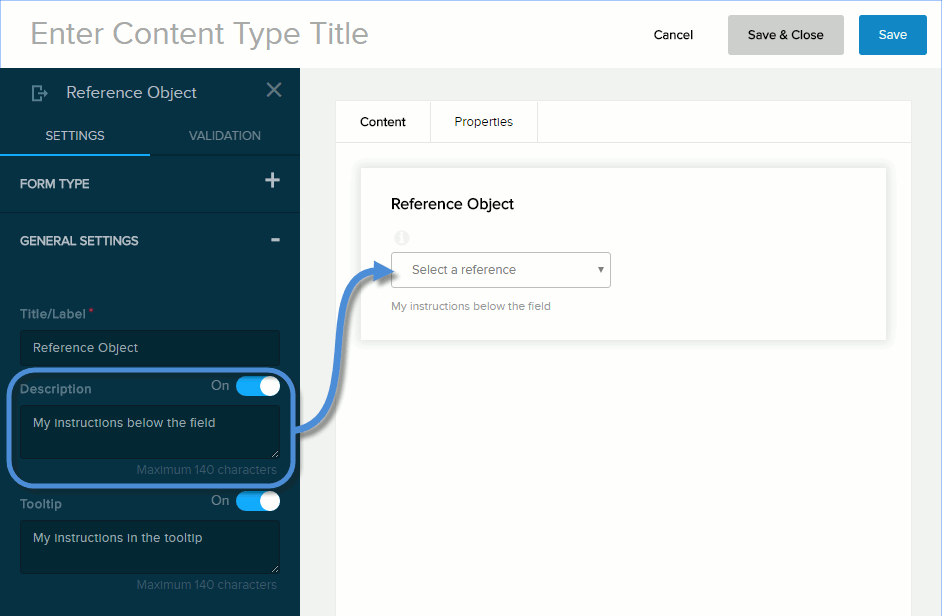 Enter Content Type Title
Cancel
Save & Close
Save
Reference Object
SETTINGS
VALIDATION
FORM TYPE
GENERAL SETTINGS
Title/Label *
Reference Object
Description
On
My instructions below the field
Maximum 140 characters
Tooltip
On
My instructions in the tooltip
Maximum 140 characters
Content
Properties
Reference Object
Select a reference
My instructions below the field